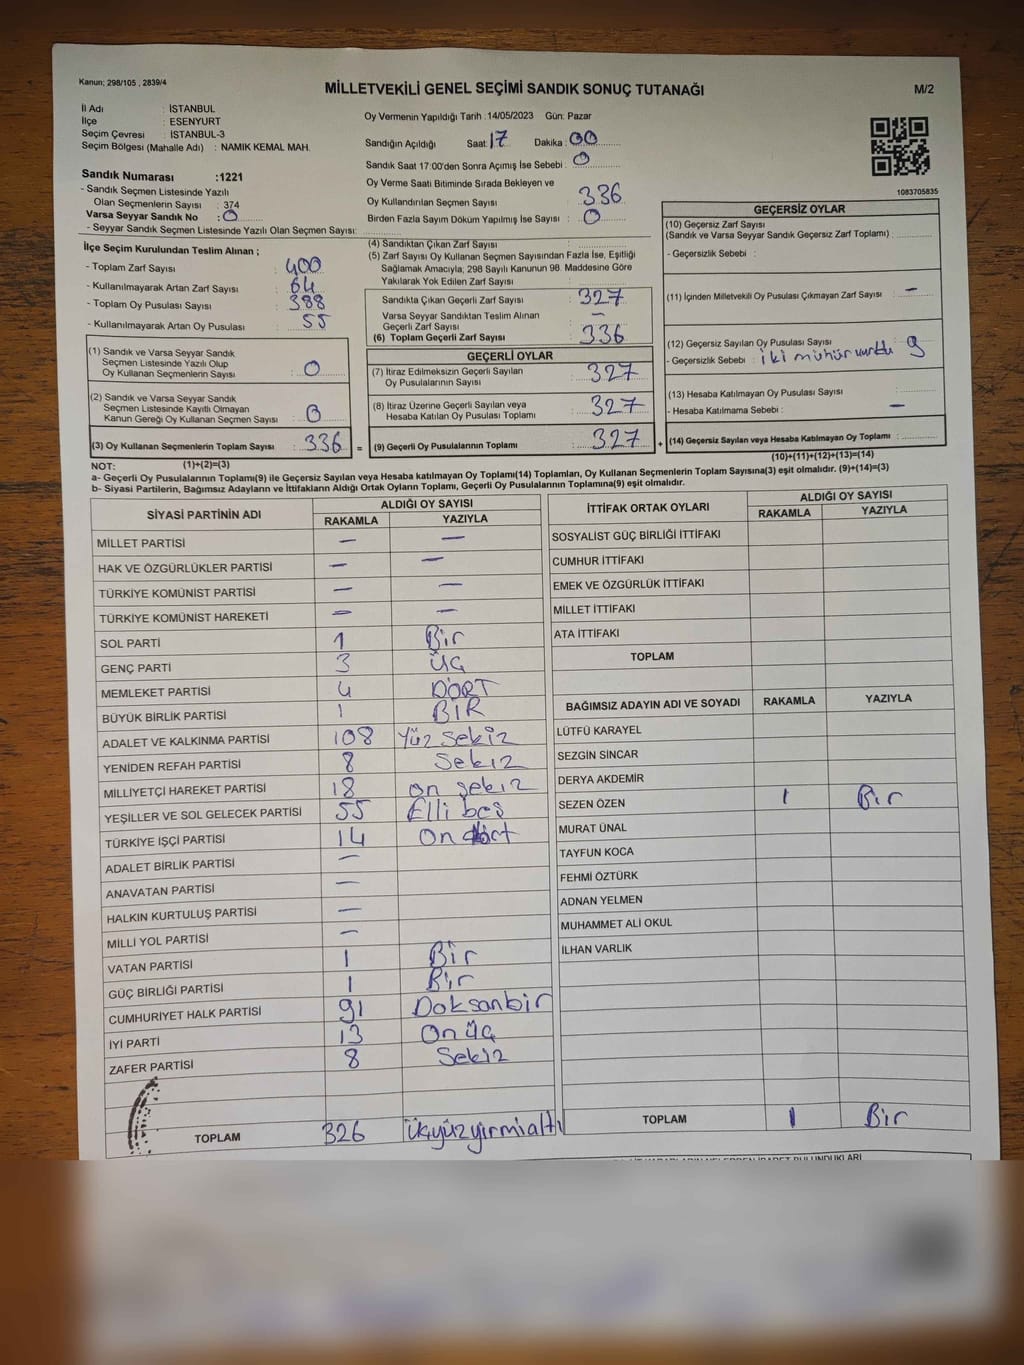 Kanun; 298/105 , 2839/4
MİLLETVEKİLİ GENEL SEÇİMİ SANDIK SONUÇ TUTANAĞI
M/2
İl Adı : İSTANBUL
İlçe : ESENYURT
Seçim Çevresi : İSTANBUL-3
Seçim Bölgesi (Mahalle Adı) : NAMIK KEMAL MAH.
Oy Vermenin Yapıldığı Tarih :14/05/2023 Gün: Pazar
Sandığın Açıldığı Saat: 17 Dakika : 00
Sandık Saat 17:00'den Sonra Açımış İse Sebebi : 0
Oy Verme Saati Bitiminde Sırada Bekleyen ve
Oy Kullandırılan Seçmen Sayısı : 336
Birden Fazla Sayım Döküm Yapılmış İse Sayısı : 0
1083705835
Sandık Numarası :1221
- Sandık Seçmen Listesinde Yazılı
Olan Seçmenlerin Sayısı : 374
Varsa Seyyar Sandık No : 0
- Seyyar Sandık Seçmen Listesinde Yazılı Olan Seçmen Sayısı:
İlçe Seçim Kurulundan Teslim Alınan ;
- Toplam Zarf Sayısı : 400
- Kullanılmayarak Artan Zarf Sayısı : 64
- Toplam Oy Pusulası Sayısı : 388
- Kullanılmayarak Artan Oy Pusulası : 55
(1) Sandık ve Varsa Seyyar Sandık
Seçmen Listesinde Yazılı Olup
Oy Kullanan Seçmenlerin Sayısı : 0
(2) Sandık ve Varsa Seyyar Sandık
Seçmen Listesinde Kayıtlı Olmayan
Kanun Gereği Oy Kullanan Seçmen Sayısı :
(3) Oy Kullanan Seçmenlerin Toplam Sayısı : 336 =
(1)+(2)=(3)
(4) Sandıktan Çıkan Zarf Sayısı :
(5) Zarf Sayısı Oy Kullanan Seçmen Sayısından Fazla İse, Eşitliği
Sağlamak Amacıyla; 298 Sayılı Kanunun 98. Maddesine Göre
Yakılarak Yok Edilen Zarf Sayısı :
Sandıkta Çıkan Geçerli Zarf Sayısı : 327
Varsa Seyyar Sandıktan Teslim Alınan
Geçerli Zarf Sayısı : —
(6) Toplam Geçerli Zarf Sayısı : 336
GEÇERLİ OYLAR
(7) İtiraz Edilmeksizin Geçerli Sayılan
Oy Pusulalarının Sayısı : 327
(8) İtiraz Üzerine Geçerli Sayılan veya
Hesaba Katılan Oy Pusulası Toplamı : 327
(9) Geçerli Oy Pusulalarının Toplamı : 327 +
GEÇERSİZ OYLAR
(10) Geçersiz Zarf Sayısı
(Sandık ve Varsa Seyyar Sandık Geçersiz Zarf Toplamı) :
- Geçersizlik Sebebi :
(11) İçinden Milletvekili Oy Pusulası Çıkmayan Zarf Sayısı : —
(12) Geçersiz Sayılan Oy Pusulası Sayısı : 9
- Geçersizlik Sebebi : iki mühür vurdu
(13) Hesaba Katılmayan Oy Pusulası Sayısı :
- Hesaba Katılmama Sebebi : —
(14) Geçersiz Sayılan veya Hesaba Katılmayan Oy Toplamı :
(10)+(11)+(12)+(13)=(14)
NOT:
a- Geçerli Oy Pusulalarının Toplamı(9) ile Geçersiz Sayılan veya Hesaba katılmayan Oy Toplamı(14) Toplamları, Oy Kullanan Seçmenlerin Toplam Sayısına(3) eşit olmalıdır. (9)+(14)=(3)
b- Siyasi Partilerin, Bağımsız Adayların ve İttifakların Aldığı Ortak Oyların Toplamı, Geçerli Oy Pusulalarının Toplamına(9) eşit olmalıdır.
SİYASİ PARTİNİN ADI ALDIĞI OY SAYISI
RAKAMLA YAZIYLA
MİLLET PARTİSİ — —
HAK VE ÖZGÜRLÜKLER PARTİSİ — —
TÜRKİYE KOMÜNİST PARTİSİ — —
TÜRKİYE KOMÜNİST HAREKETİ — —
SOL PARTİ 1 Bir
GENÇ PARTİ 3 üç
MEMLEKET PARTİSİ 4 DÖRT
BÜYÜK BİRLİK PARTİSİ 1 BİR
ADALET VE KALKINMA PARTİSİ 108 Yüz sekiz
YENİDEN REFAH PARTİSİ 8 Sekiz
MİLLİYETÇİ HAREKET PARTİSİ 18 on sekiz
YEŞİLLER VE SOL GELECEK PARTİSİ 55 Elli beş
TÜRKİYE İŞÇİ PARTİSİ 14 On dört
ADALET BİRLİK PARTİSİ —
ANAVATAN PARTİSİ —
HALKIN KURTULUŞ PARTİSİ —
MİLLİ YOL PARTİSİ —
VATAN PARTİSİ 1 Bir
GÜÇ BİRLİĞİ PARTİSİ 1 Bir
CUMHURİYET HALK PARTİSİ 91 Doksanbir
İYİ PARTİ 13 On üç
ZAFER PARTİSİ 8 Sekiz
TOPLAM 326 üçyüzyirmialtı
İTTİFAK ORTAK OYLARI ALDIĞI OY SAYISI
RAKAMLA YAZIYLA
SOSYALİST GÜÇ BİRLİĞİ İTTİFAKI
CUMHUR İTTİFAKI
EMEK VE ÖZGÜRLÜK İTTİFAKI
MİLLET İTTİFAKI
ATA İTTİFAKI
TOPLAM
BAĞIMSIZ ADAYIN ADI VE SOYADI RAKAMLA YAZIYLA
LÜTFÜ KARAYEL
SEZGİN SİNCAR
DERYA AKDEMİR
SEZEN ÖZEN 1 Bir
MURAT ÜNAL
TAYFUN KOCA
FEHMİ ÖZTÜRK
ADNAN YELMEN
MUHAMMET ALİ OKUL
İLHAN VARLIK
TOPLAM 1 Bir